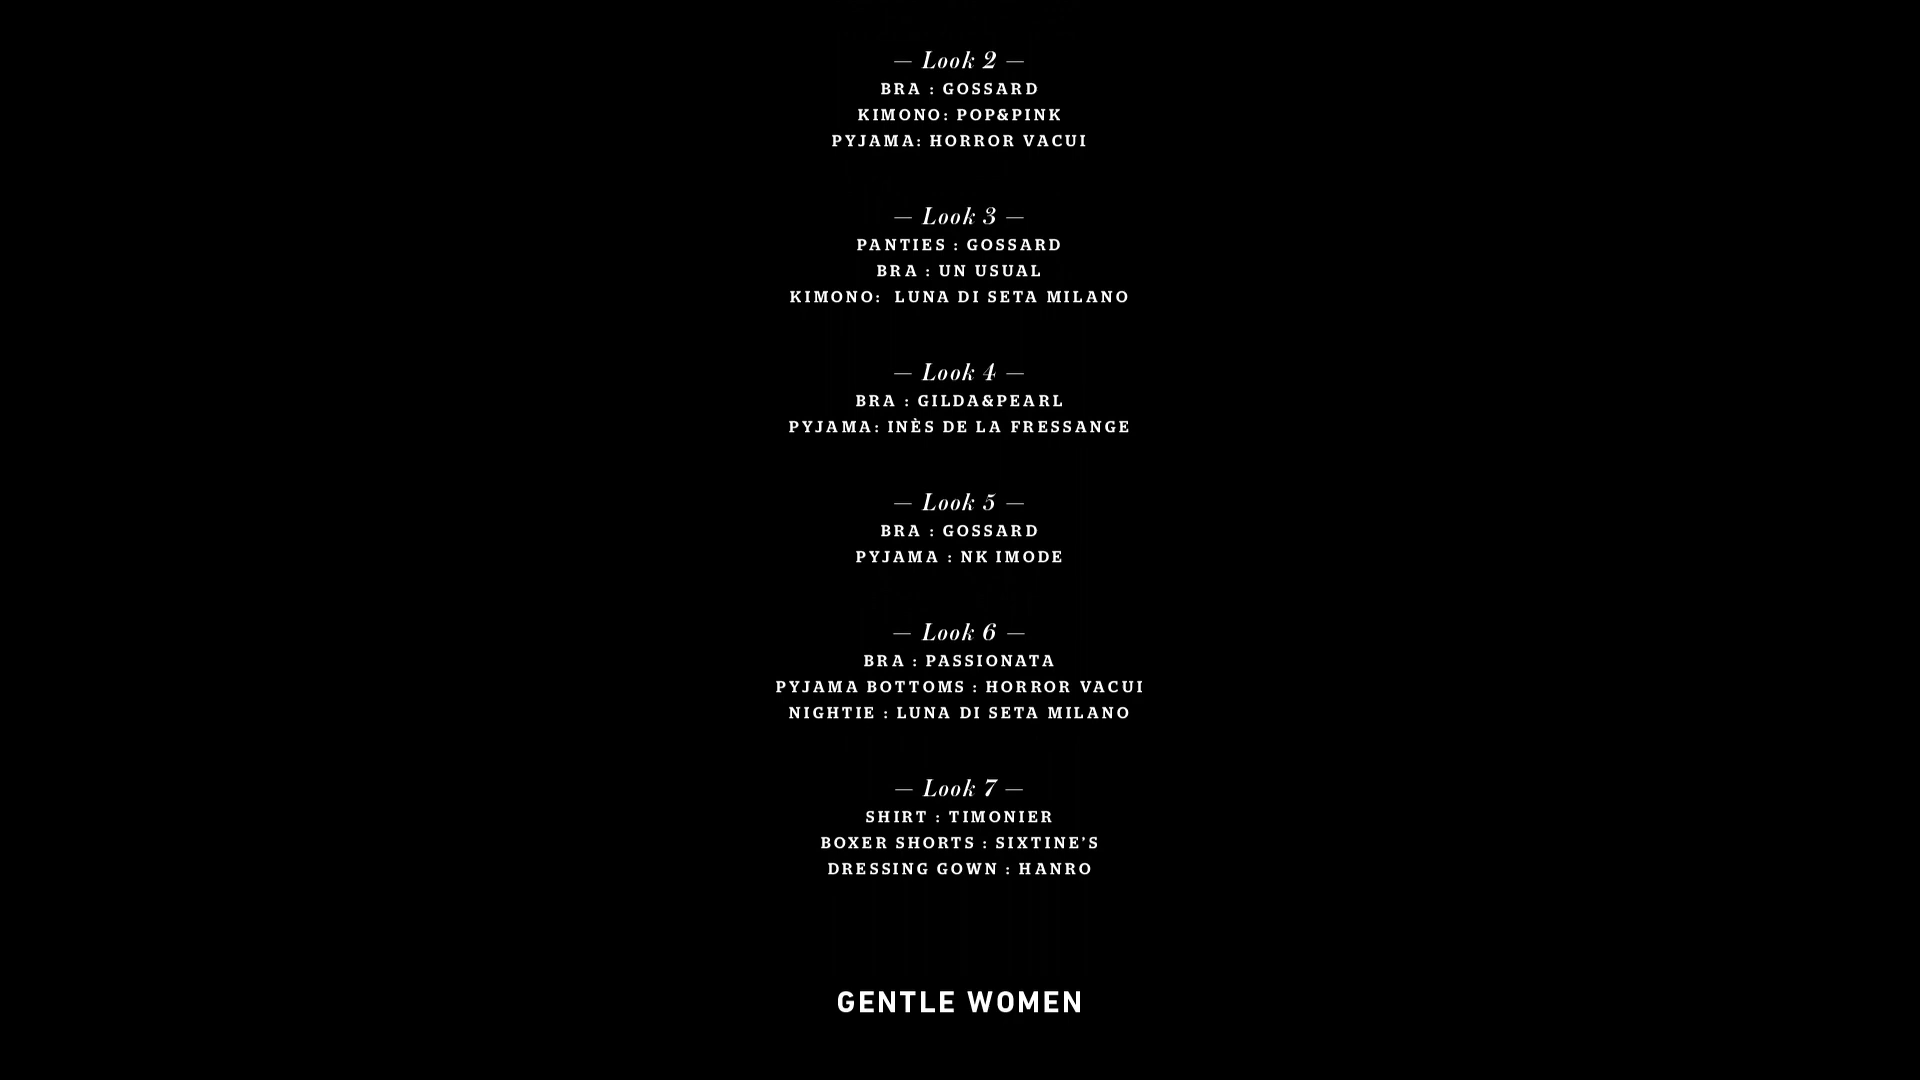 — Look 2 —
BRA : GOSSARD
KIMONO: POP&PINK
PYJAMA: HORROR VACUI
— Look 3 —
PANTIES : GOSSARD
BRA : UN USUAL
KIMONO:  LUNA DI SETA MILANO
— Look 4 —
BRA : GILDA&PEARL
PYJAMA: INÈS DE LA FRESSANGE
— Look 5 —
BRA : GOSSARD
PYJAMA : NK IMODE
— Look 6 —
BRA : PASSIONATA
PYJAMA BOTTOMS : HORROR VACUI
NIGHTIE : LUNA DI SETA MILANO
— Look 7 —
SHIRT : TIMONIER
BOXER SHORTS : SIXTINE’S
DRESSING GOWN : HANRO
GENTLE WOMEN